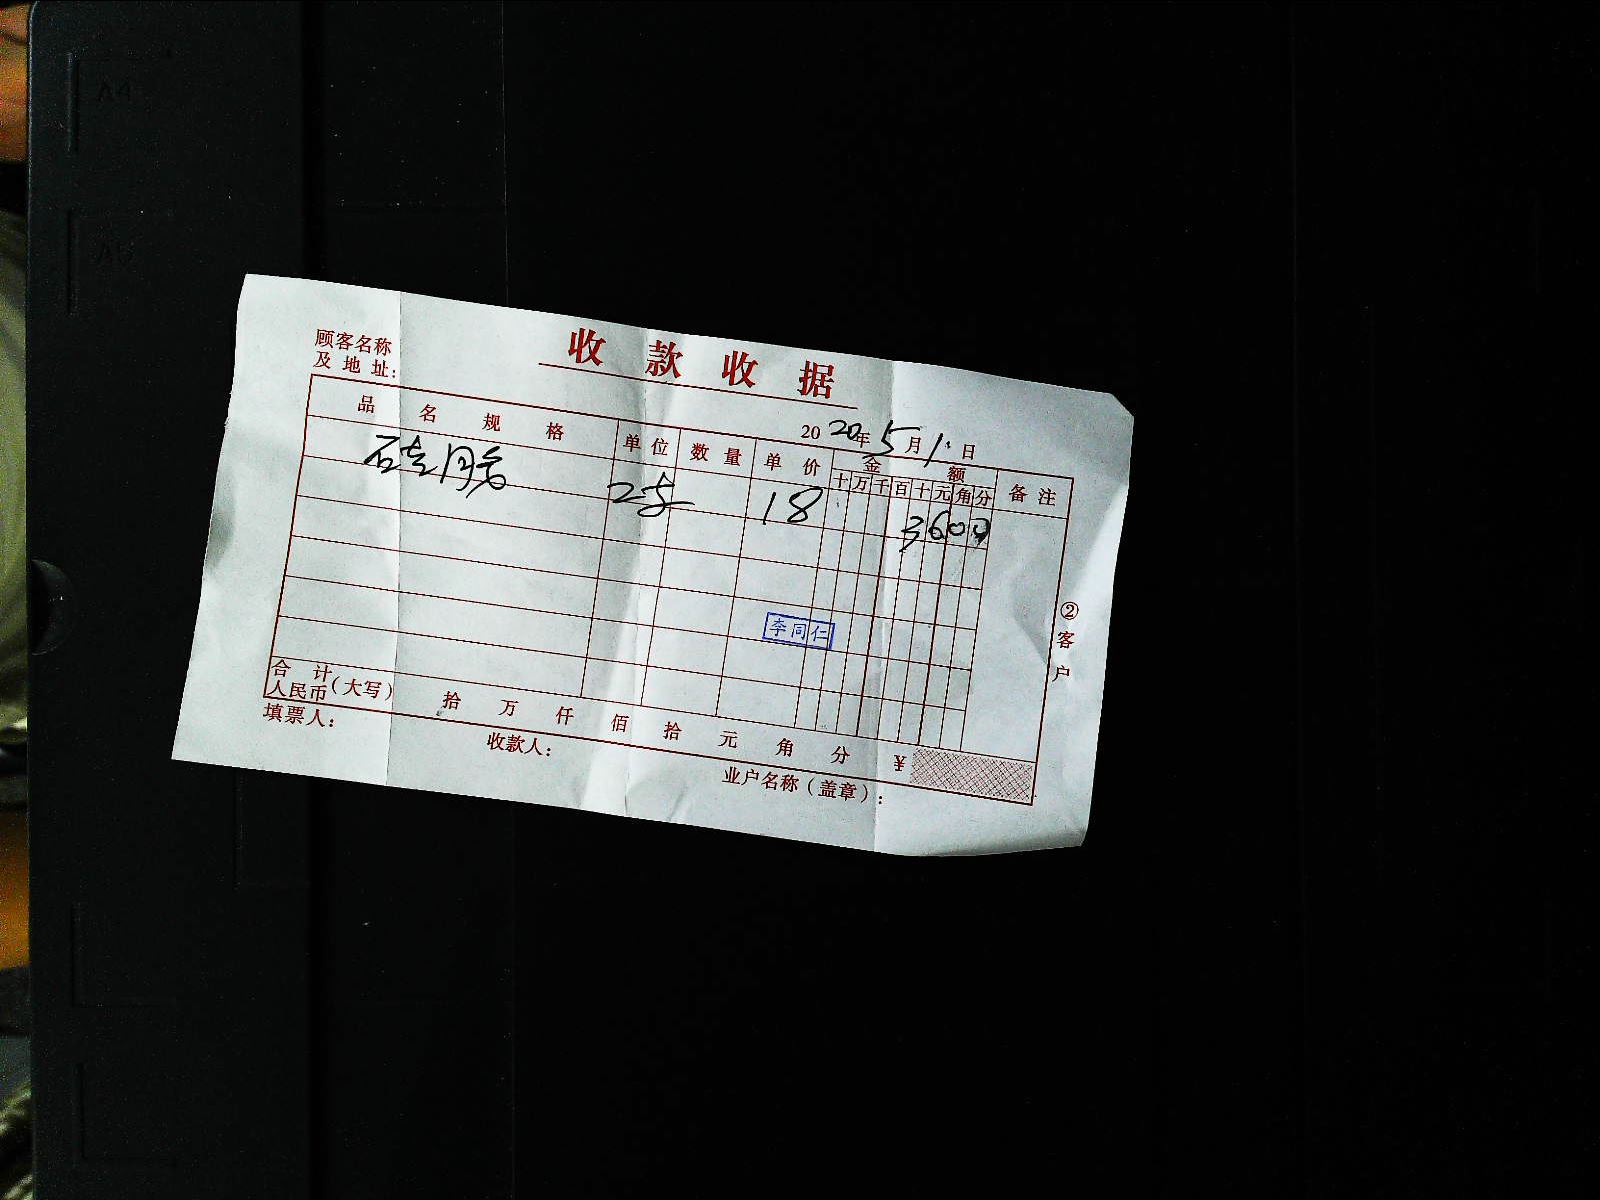 A4
A5
收款收据
顾客名称
及地址:
2020年5月1日
品名规格 单位 数量 单价 金额 备注
十万千百十元角分
硅胶 2支 18 3600
李同仁
②客户
合计
人民币(大写) 拾 万 仟 佰 拾 元 角 分 ¥
填票人: 收款人: 业户名称(盖章):